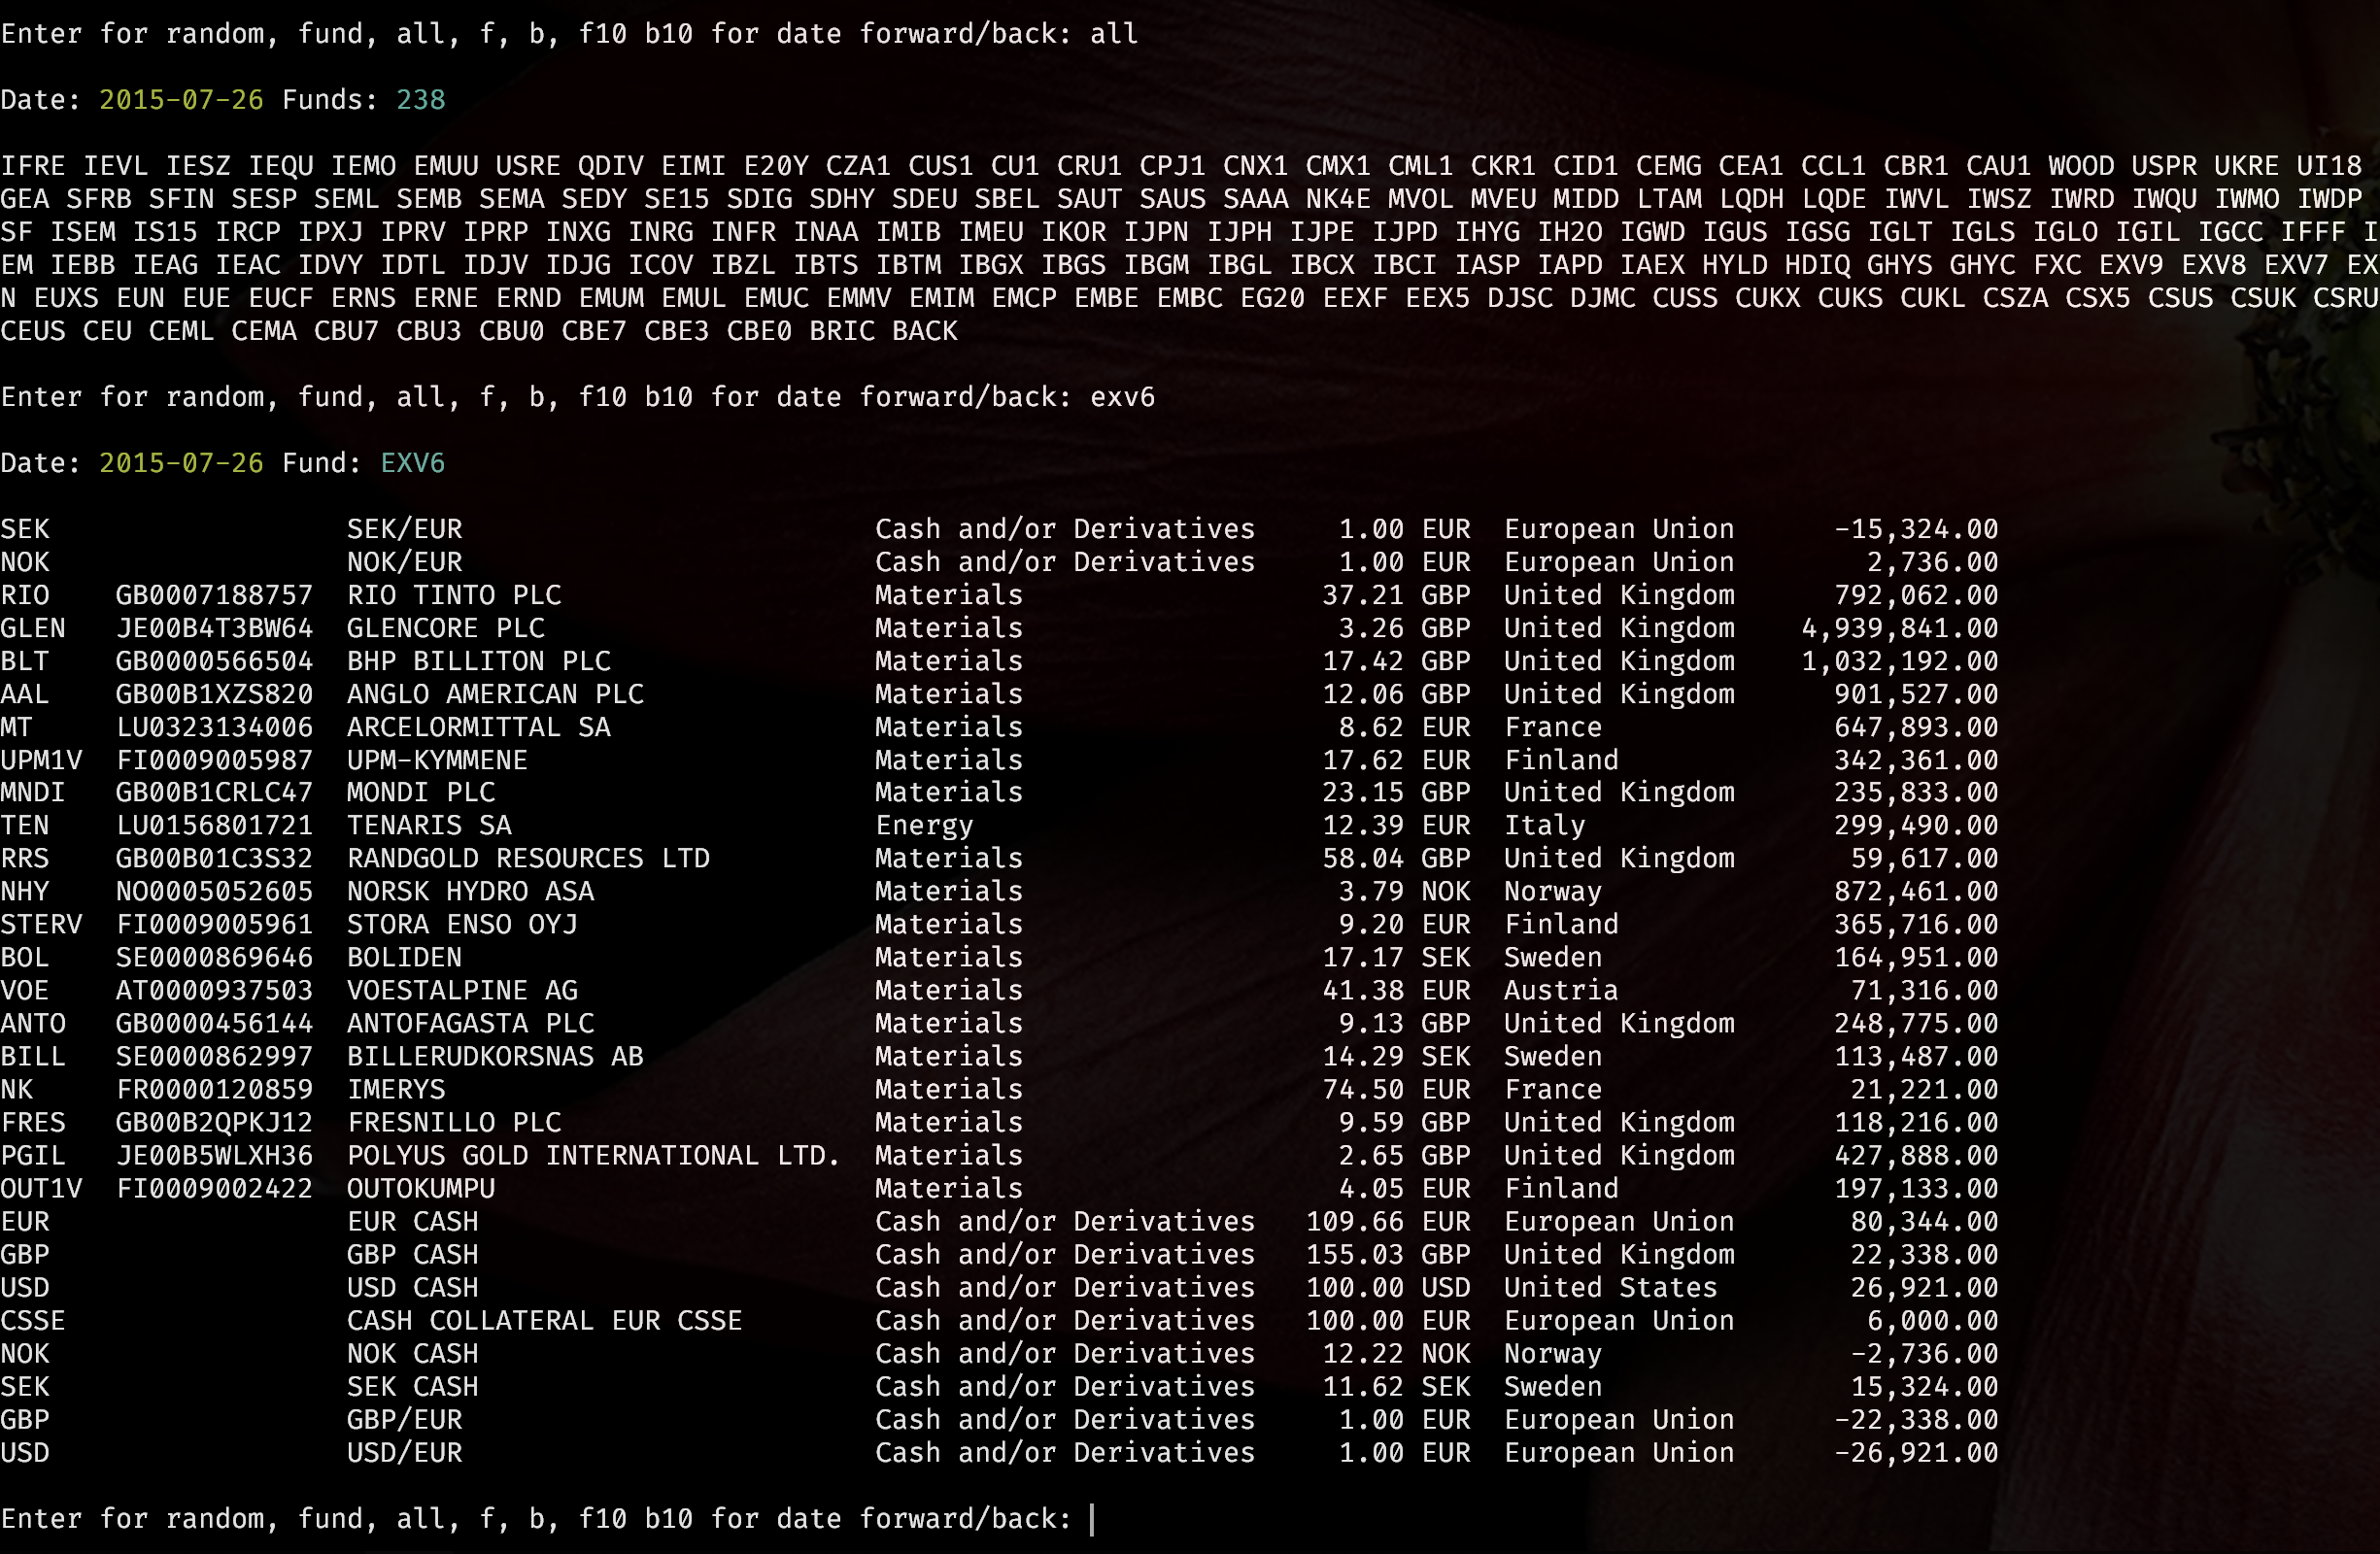 Enter for random, fund, all, f, b, f10 b10 for date forward/back: all
Date: 2015-07-26 Funds: 238
IFRE IEVL IESZ IEQU IEMO EMUU USRE QDIV EIMI E20Y CZA1 CUS1 CU1 CRU1 CPJ1 CNX1 CMX1 CML1 CKR1 CID1 CEMG CEA1 CCL1 CBR1 CAU1 WOOD USPR UKRE UI18
GEA SFRB SFIN SESP SEML SEMB SEMA SEDY SE15 SDIG SDHY SDEU SBEL SAUT SAUS SAAA NK4E MVOL MVEU MIDD LTAM LQDH LQDE IWVL IWSZ IWRD IWQU IWMO IWDP
SF ISEM IS15 IRCP IPXJ IPRV IPRP INXG INRG INFR INAA IMIB IMEU IKOR IJPN IJPH IJPE IJPD IHYG IH2O IGWD IGUS IGSG IGLT IGLS IGLO IGIL IGCC IFFF I
EM IEBB IEAG IEAC IDVY IDTL IDJV IDJG ICOV IBZL IBTS IBTM IBGX IBGS IBGM IBGL IBCX IBCI IASP IAPD IAEX HYLD HDIQ GHYS GHYC FXC EXV9 EXV8 EXV7 EX
N EUXS EUN EUE EUCF ERNS ERNE ERND EMUM EMUL EMUC EMMV EMIM EMCP EMBE EMBC EG20 EEXF EEX5 DJSC DJMC CUSS CUKX CUKS CUKL CSZA CSX5 CSUS CSUK CSRU
CEUS CEU CEML CEMA CBU7 CBU3 CBU0 CBE7 CBE3 CBE0 BRIC BACK
Enter for random, fund, all, f, b, f10 b10 for date forward/back: exv6
Date: 2015-07-26 Fund: EXV6
SEK SEK/EUR Cash and/or Derivatives 1.00 EUR European Union -15,324.00
NOK NOK/EUR Cash and/or Derivatives 1.00 EUR European Union 2,736.00
RIO GB0007188757 RIO TINTO PLC Materials 37.21 GBP United Kingdom 792,062.00
GLEN JE00B4T3BW64 GLENCORE PLC Materials 3.26 GBP United Kingdom 4,939,841.00
BLT GB0000566504 BHP BILLITON PLC Materials 17.42 GBP United Kingdom 1,032,192.00
AAL GB00B1XZS820 ANGLO AMERICAN PLC Materials 12.06 GBP United Kingdom 901,527.00
MT LU0323134006 ARCELORMITTAL SA Materials 8.62 EUR France 647,893.00
UPM1V FI0009005987 UPM-KYMMENE Materials 17.62 EUR Finland 342,361.00
MNDI GB00B1CRLC47 MONDI PLC Materials 23.15 GBP United Kingdom 235,833.00
TEN LU0156801721 TENARIS SA Energy 12.39 EUR Italy 299,490.00
RRS GB00B01C3S32 RANDGOLD RESOURCES LTD Materials 58.04 GBP United Kingdom 59,617.00
NHY NO0005052605 NORSK HYDRO ASA Materials 3.79 NOK Norway 872,461.00
STERV FI0009005961 STORA ENSO OYJ Materials 9.20 EUR Finland 365,716.00
BOL SE0000869646 BOLIDEN Materials 17.17 SEK Sweden 164,951.00
VOE AT0000937503 VOESTALPINE AG Materials 41.38 EUR Austria 71,316.00
ANTO GB0000456144 ANTOFAGASTA PLC Materials 9.13 GBP United Kingdom 248,775.00
BILL SE0000862997 BILLERUDKORSNAS AB Materials 14.29 SEK Sweden 113,487.00
NK FR0000120859 IMERYS Materials 74.50 EUR France 21,221.00
FRES GB00B2QPKJ12 FRESNILLO PLC Materials 9.59 GBP United Kingdom 118,216.00
PGIL JE00B5WLXH36 POLYUS GOLD INTERNATIONAL LTD. Materials 2.65 GBP United Kingdom 427,888.00
OUT1V FI0009002422 OUTOKUMPU Materials 4.05 EUR Finland 197,133.00
EUR EUR CASH Cash and/or Derivatives 109.66 EUR European Union 80,344.00
GBP GBP CASH Cash and/or Derivatives 155.03 GBP United Kingdom 22,338.00
USD USD CASH Cash and/or Derivatives 100.00 USD United States 26,921.00
CSSE CASH COLLATERAL EUR CSSE Cash and/or Derivatives 100.00 EUR European Union 6,000.00
NOK NOK CASH Cash and/or Derivatives 12.22 NOK Norway -2,736.00
SEK SEK CASH Cash and/or Derivatives 11.62 SEK Sweden 15,324.00
GBP GBP/EUR Cash and/or Derivatives 1.00 EUR European Union -22,338.00
USD USD/EUR Cash and/or Derivatives 1.00 EUR European Union -26,921.00
Enter for random, fund, all, f, b, f10 b10 for date forward/back: